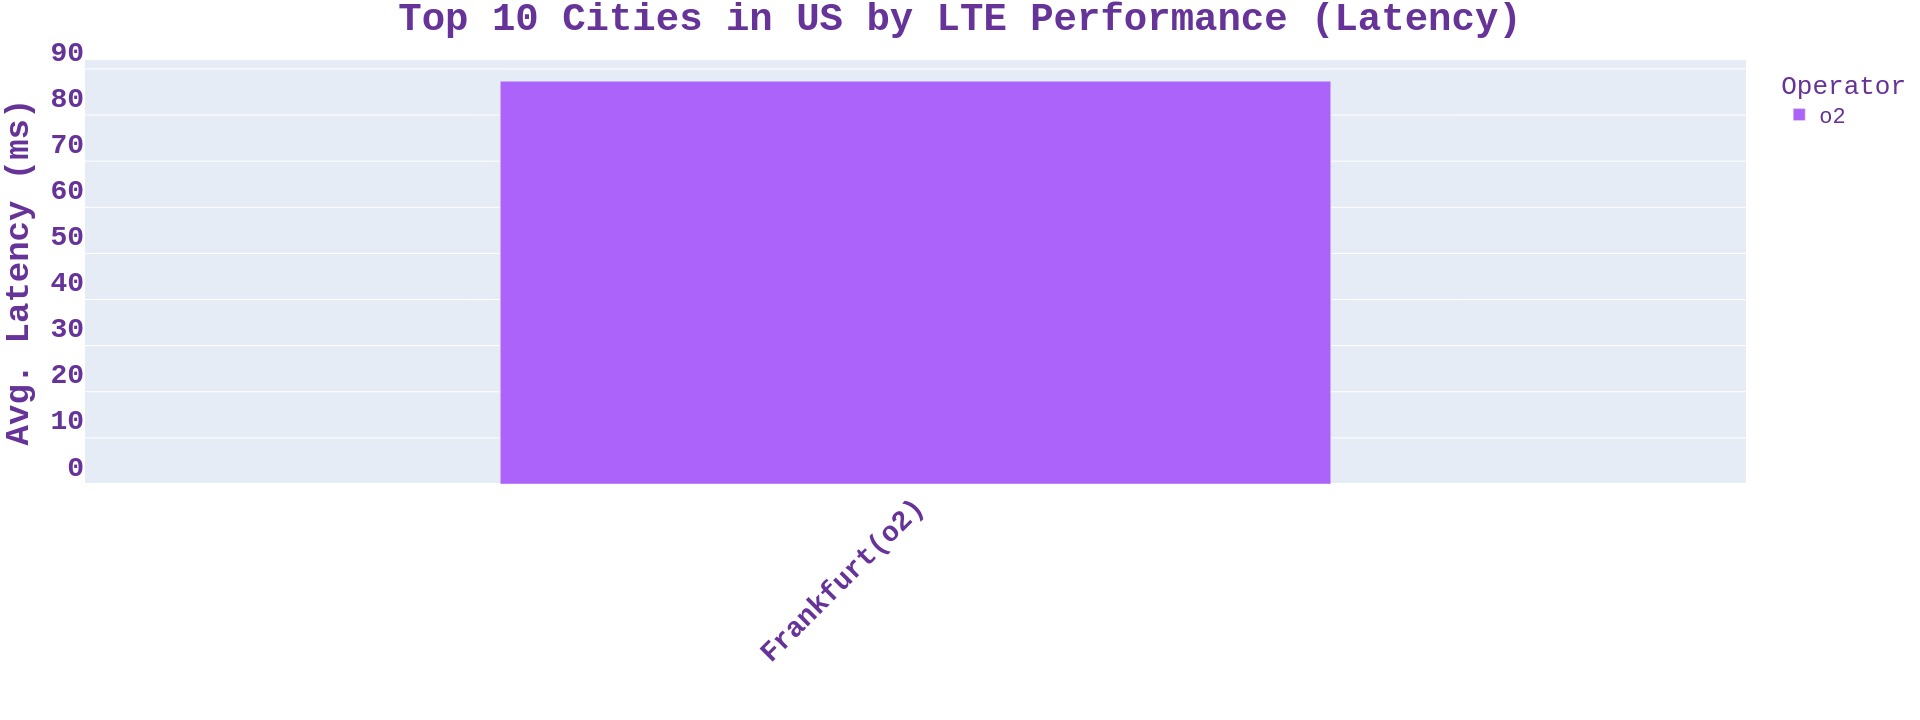 Top 10 Cities in US by LTE Performance (Latency)
Avg. Latency (ms)
90
80
70
60
50
40
30
20
10
0
Frankfurt(o2)
Operator
o2